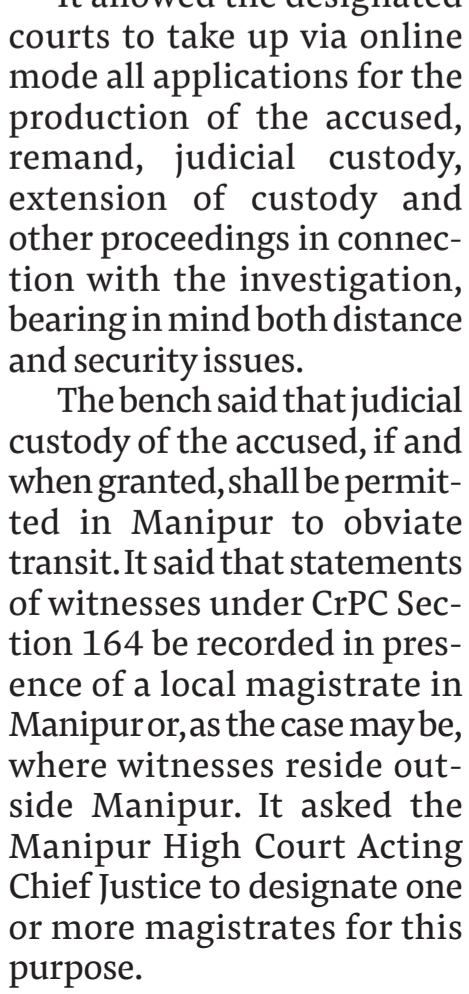 It allowed the designated
courts to take up via online
mode all applications for the
production of the accused,
remand, judicial custody,
extension of custody and
other proceedings in connec-
tion with the investigation,
bearing in mind both distance
and security issues.
The bench said that judicial
custody of the accused, if and
when granted, shall be permit-
ted in Manipur to obviate
transit. It said that statements
of witnesses under CrPC Sec-
tion 164 be recorded in pres-
ence of a local magistrate in
Manipur or, as the case may be,
where witnesses reside out-
side Manipur. It asked the
Manipur High Court Acting
Chief Justice to designate one
or more magistrates for this
purpose.